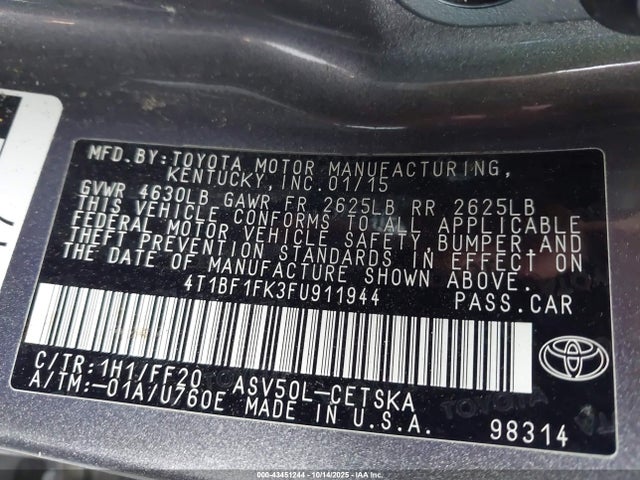 MFD.BY:TOYOTA MOTOR MANUFACTURING,
KENTUCKY, INC.01/15
GVWR 4630LB GAWR FR 2625LB RR 2625LB
THIS VEHICLE CONFORMS TO ALL APPLICABLE
FEDERAL MOTOR VEHICLE SAFETY,BUMPER,AND
THEFT PREVENTION STANDARDS IN EFFECT ON
THE DATE OF MANUFACTURE SHOWN ABOVE.
4T1BF1FK3FU911944 PASS.CAR
C/TR:1H1/FF20 ASV50L-CETSKA
A/TM:-01A/U760E MADE IN U.S.A.
TOYOTA
98314
000-43451244 - 10/14/2025 - IAAI.COM